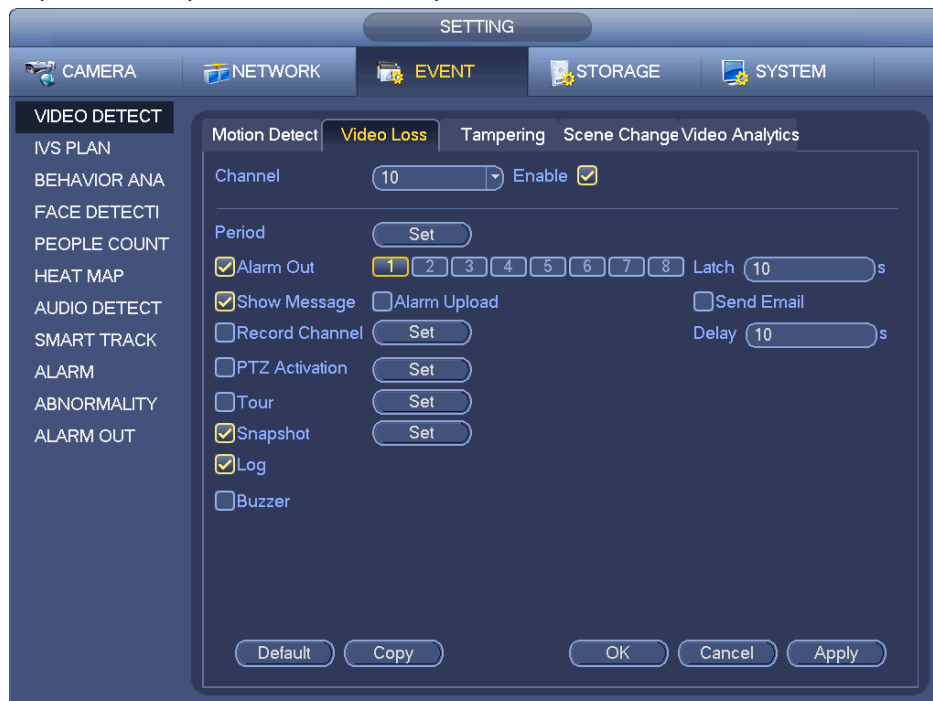 SETTING
CAMERA NETWORK EVENT STORAGE SYSTEM
VIDEO DETECT
IVS PLAN
BEHAVIOR ANA
FACE DETECTI
PEOPLE COUNT
HEAT MAP
AUDIO DETECT
SMART TRACK
ALARM
ABNORMALITY
ALARM OUT
Motion Detect Video Loss Tampering Scene Change Video Analytics
Channel 10 Enable
Period Set
Alarm Out 1 2 3 4 5 6 7 8 Latch 10 s
Show Message Alarm Upload Send Email
Record Channel Set Delay 10 s
PTZ Activation Set
Tour Set
Snapshot Set
Log
Buzzer
Default Copy OK Cancel Apply